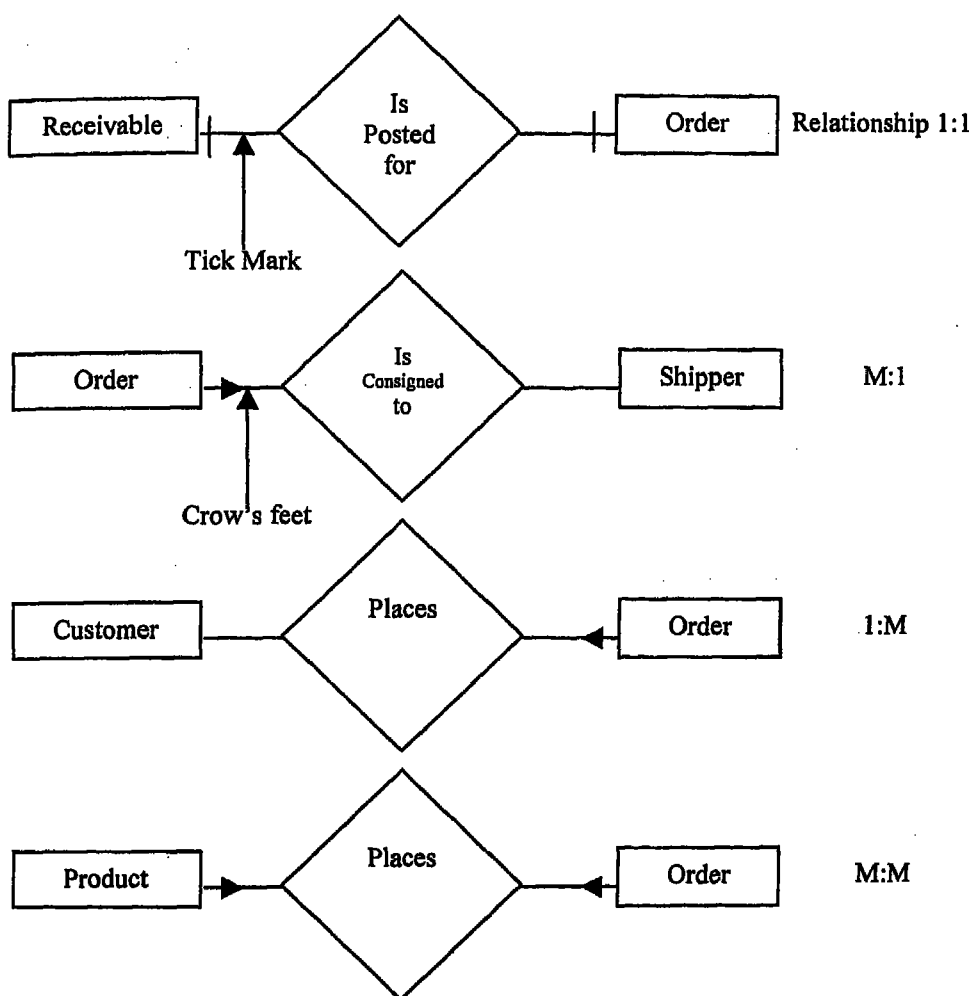 Receivable
Is
Posted
for
Order
Relationship 1:1
Tick Mark
Order
Is
Consigned
to
Shipper
M:1
Crow's feet
Customer
Places
Order
1:M
Product
Places
Order
M:M